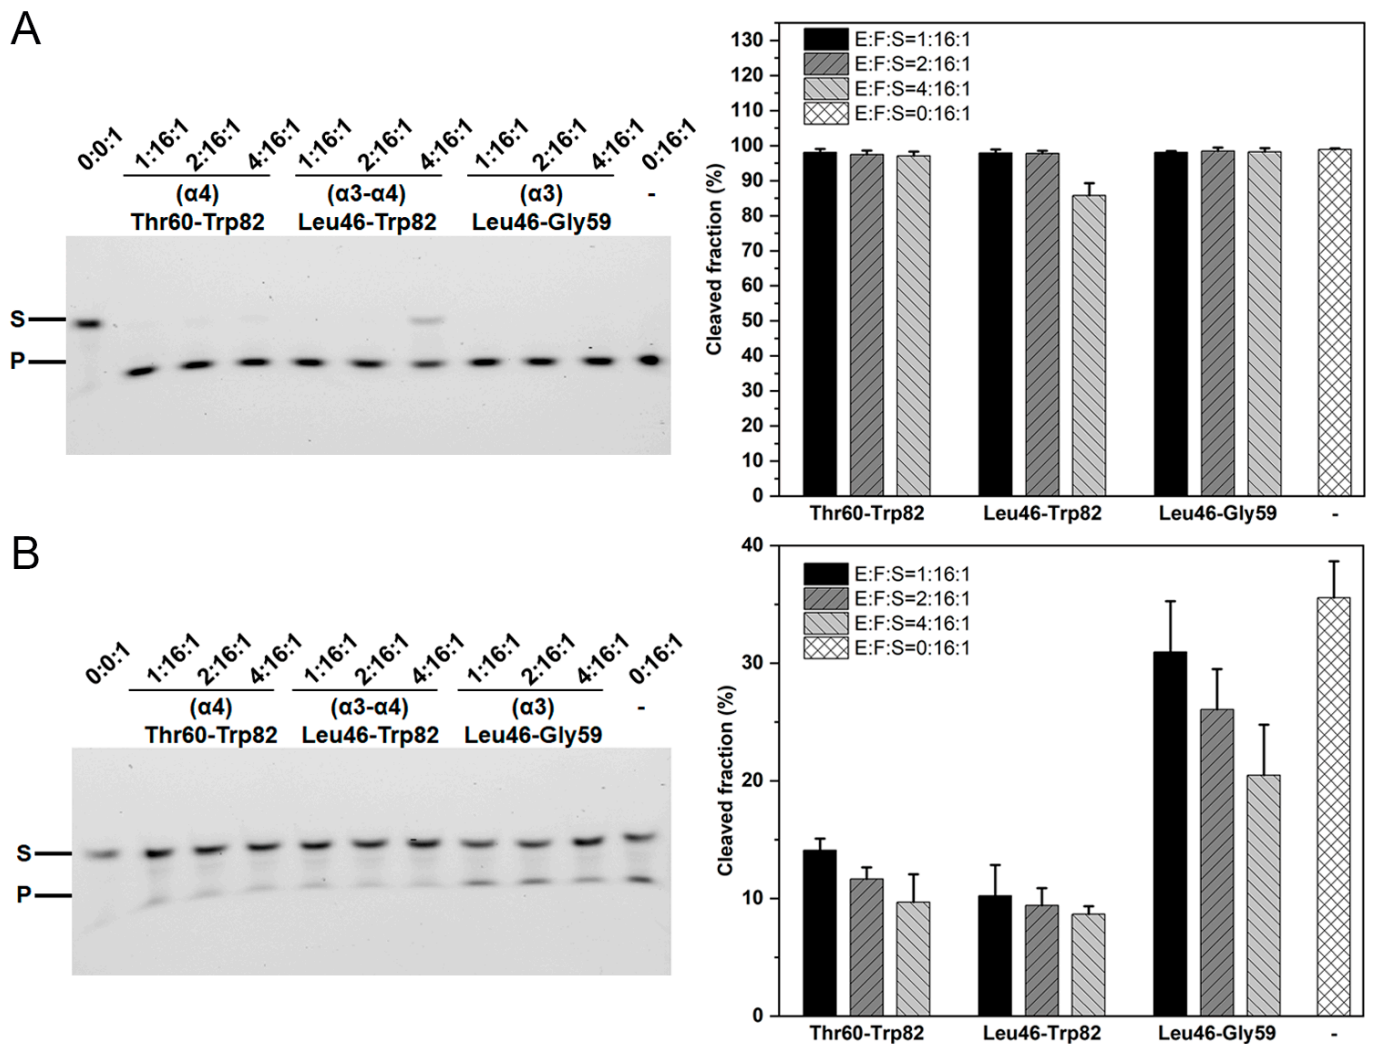 A
0:0:1 1:16:1 2:16:1 4:16:1 1:16:1 2:16:1 4:16:1 1:16:1 2:16:1 4:16:1 0:16:1
(α4) (α3-α4) (α3) -
Thr60-Trp82 Leu46-Trp82 Leu46-Gly59
S
P
130
120
110
100
90
80
70
60
50
40
30
20
10
0
Cleaved fraction (%)
E:F:S=1:16:1
E:F:S=2:16:1
E:F:S=4:16:1
E:F:S=0:16:1
Thr60-Trp82 Leu46-Trp82 Leu46-Gly59 -
B
0:0:1 1:16:1 2:16:1 4:16:1 1:16:1 2:16:1 4:16:1 1:16:1 2:16:1 4:16:1 0:16:1
(α4) (α3-α4) (α3) -
Thr60-Trp82 Leu46-Trp82 Leu46-Gly59
S
P
40
30
20
10
0
Cleaved fraction (%)
E:F:S=1:16:1
E:F:S=2:16:1
E:F:S=4:16:1
E:F:S=0:16:1
Thr60-Trp82 Leu46-Trp82 Leu46-Gly59 -